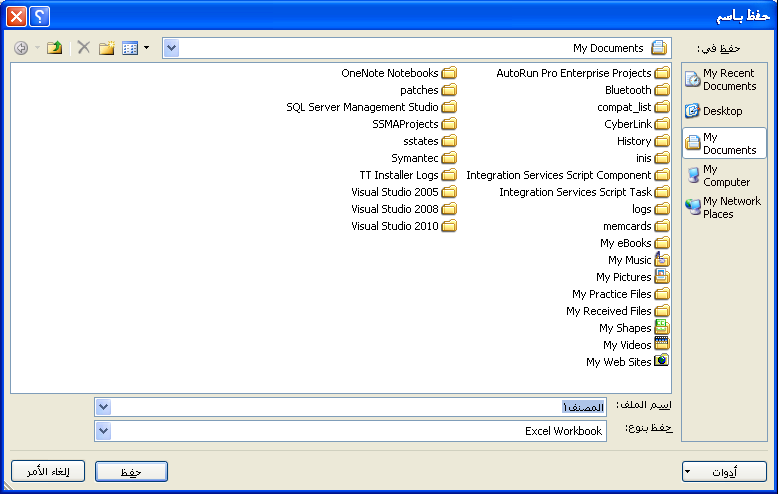 حفظ باسم
حفظ في:
My Documents
My Recent Documents
Desktop
My Documents
My Computer
My Network Places
AutoRun Pro Enterprise Projects
Bluetooth
compat_list
CyberLink
History
inis
Integration Services Script Component
Integration Services Script Task
logs
memcards
My eBooks
My Music
My Pictures
My Practice Files
My Received Files
My Shapes
My Videos
My Web Sites
OneNote Notebooks
patches
SQL Server Management Studio
SSMAProjects
sstates
Symantec
TT Installer Logs
Visual Studio 2005
Visual Studio 2008
Visual Studio 2010
اسم الملف:
المصنف١
حفظ بنوع:
Excel Workbook
أدوات
حفظ
إلغاء الأمر